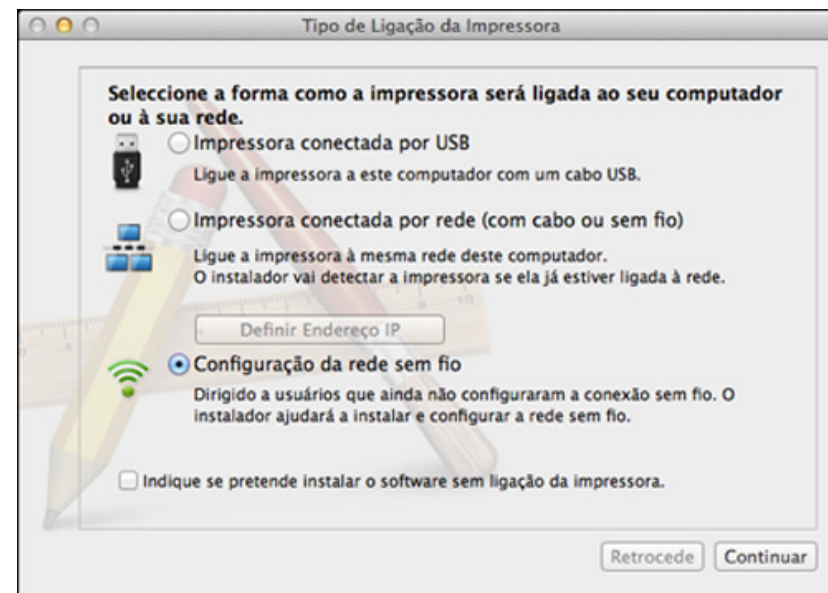 Tipo de Ligação da Impressora
Seleccione a forma como a impressora será ligada ao seu computador
ou à sua rede.
Impressora conectada por USB
Ligue a impressora a este computador com um cabo USB.
Impressora conectada por rede (com cabo ou sem fio)
Ligue a impressora à mesma rede deste computador.
O instalador vai detectar a impressora se ela já estiver ligada à rede.
Definir Endereço IP
Configuração da rede sem fio
Dirigido a usuários que ainda não configuraram a conexão sem fio. O
instalador ajudará a instalar e configurar a rede sem fio.
Indique se pretende instalar o software sem ligação da impressora.
Retrocede Continuar